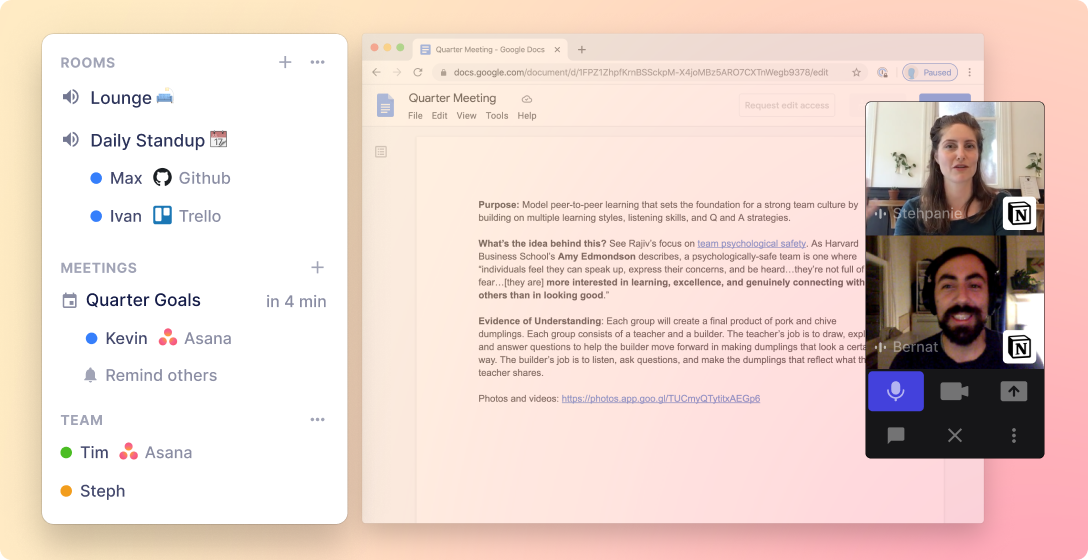 ROOMS
Lounge
Daily Standup
Max Github
Ivan Trello
MEETINGS
Quarter Goals in 4 min
Kevin Asana
Remind others
TEAM
Tim Asana
Steph
Quarter Meeting - Google Docs
docs.google.com/document/d/1FPZ1ZhpfKrnBSSckpM-X4joMBz5ARO7CXTnWegb9378/edit
Paused
Quarter Meeting
Request edit access
File Edit View Tools Help
Purpose: Model peer-to-peer learning that sets the foundation for a strong team culture by
building on multiple learning styles, listening skills, and Q and A strategies.
What's the idea behind this? See Rajiv's focus on team psychological safety. As Harvard
Business School's Amy Edmondson describes, a psychologically-safe team is one where
“individuals feel they can speak up, express their concerns, and be heard…they're not full of
fear…[they are] more interested in learning, excellence, and genuinely connecting with
others than in looking good.”
Evidence of Understanding: Each group will create a final product of pork and chive
dumplings. Each group consists of a teacher and a builder. The teacher's job is to draw, expl
and answer questions to help the builder move forward in making dumplings that look a certa
way. The builder's job is to listen, ask questions, and make the dumplings that reflect what th
teacher shares.
Photos and videos: https://photos.app.goo.gl/TUCmyQTytitxAEGp6
Stehpanie
N
Bernat
N